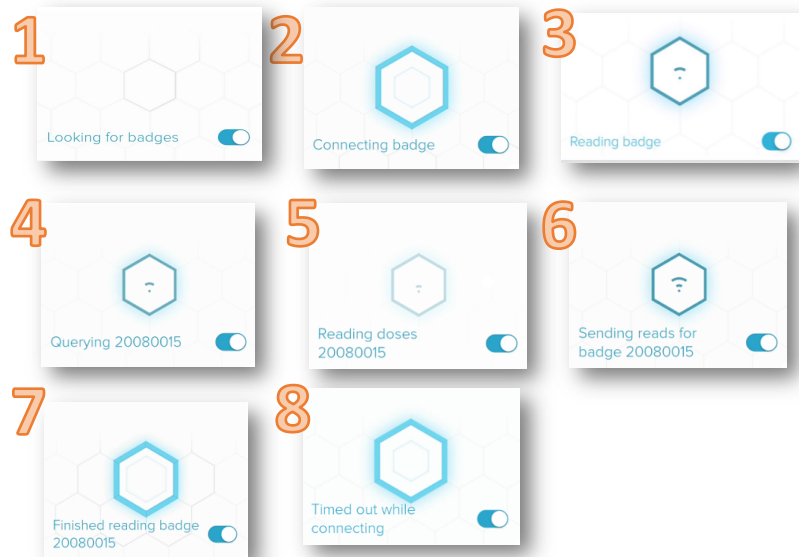 1
Looking for badges
2
Connecting badge
3
Reading badge
4
Querying 20080015
5
Reading doses
20080015
6
Sending reads for
badge 20080015
7
Finished reading badge
20080015
8
Timed out while
connecting